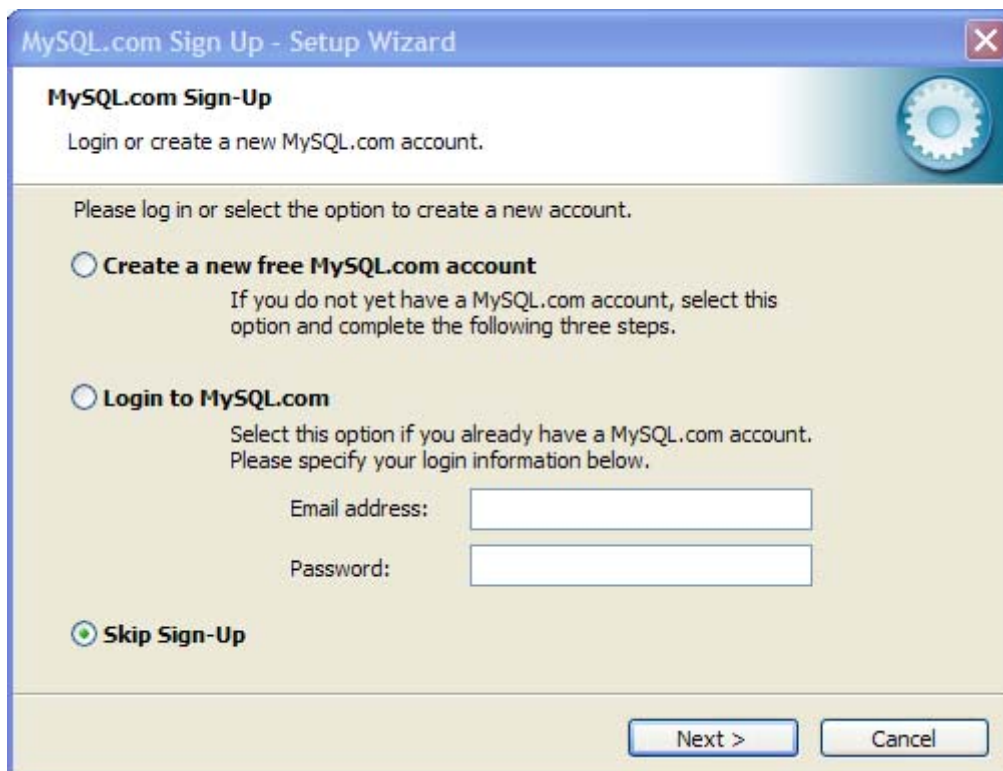 MySQL.com Sign Up - Setup Wizard
MySQL.com Sign-Up
Login or create a new MySQL.com account.
Please log in or select the option to create a new account.
Create a new free MySQL.com account
If you do not yet have a MySQL.com account, select this
option and complete the following three steps.
Login to MySQL.com
Select this option if you already have a MySQL.com account.
Please specify your login information below.
Email address:
Password:
Skip Sign-Up
Next > Cancel